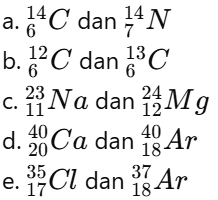 a. ¹⁴₆C dan ¹⁴₇N
b. ¹²₆C dan ¹³₆C
c. ²³₁₁Na dan ²⁴₁₂Mg
d. ⁴⁰₂₀Ca dan ⁴⁰₁₈Ar
e. ³⁵₁₇Cl dan ³⁷₁₈Ar